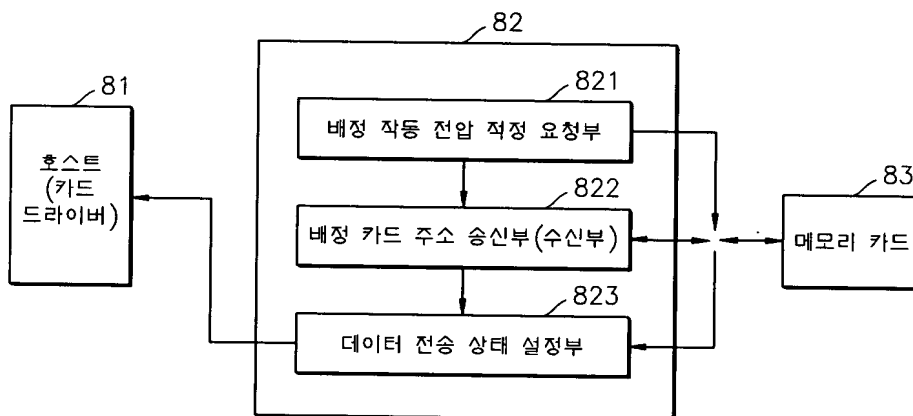 82
81
821
배정 작동 전압 적정 요청부
호스트
(카드
드라이버)
822
83
배정 카드 주소 송신부(수신부)
메모리 카드
823
데이터 전송 상태 설정부